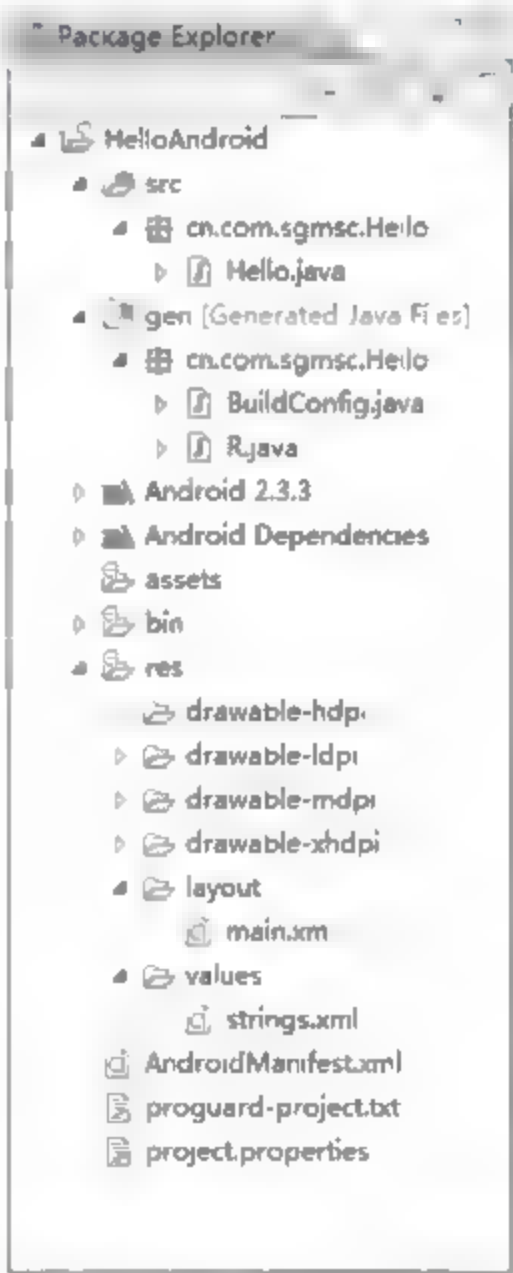 Package Explorer
HelloAndroid
src
cn.com.sgmsc.Hello
Hello.java
gen [Generated Java Files]
cn.com.sgmsc.Hello
BuildConfig.java
R.java
Android 2.3.3
Android Dependencies
assets
bin
res
drawable-hdpi
drawable-ldpi
drawable-mdpi
drawable-xhdpi
layout
main.xm
values
strings.xml
AndroidManifest.xml
proguard-project.txt
project.properties